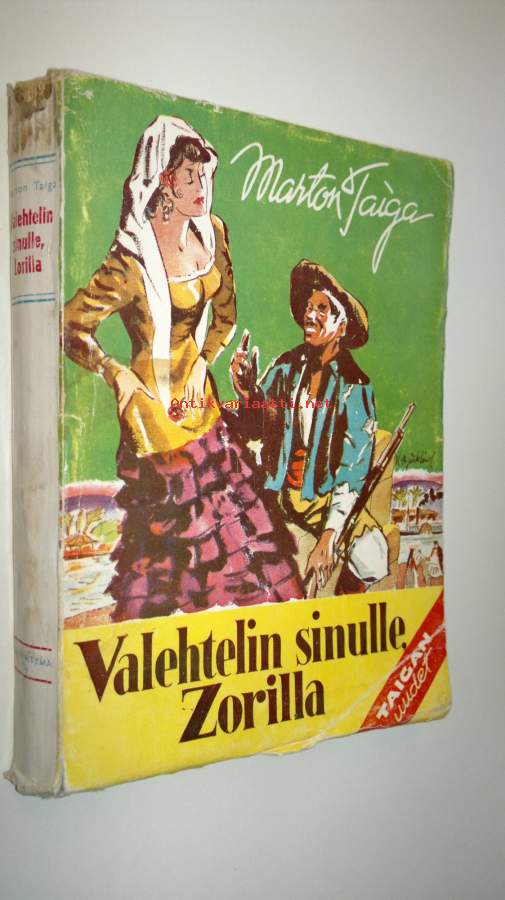 Marton Taiga
Marton Taiga
Valehtelin
sinulle,
Zorilla
Antikvariaatti.net
Valehtelin sinulle,
Zorilla
TAIGAN
uudet